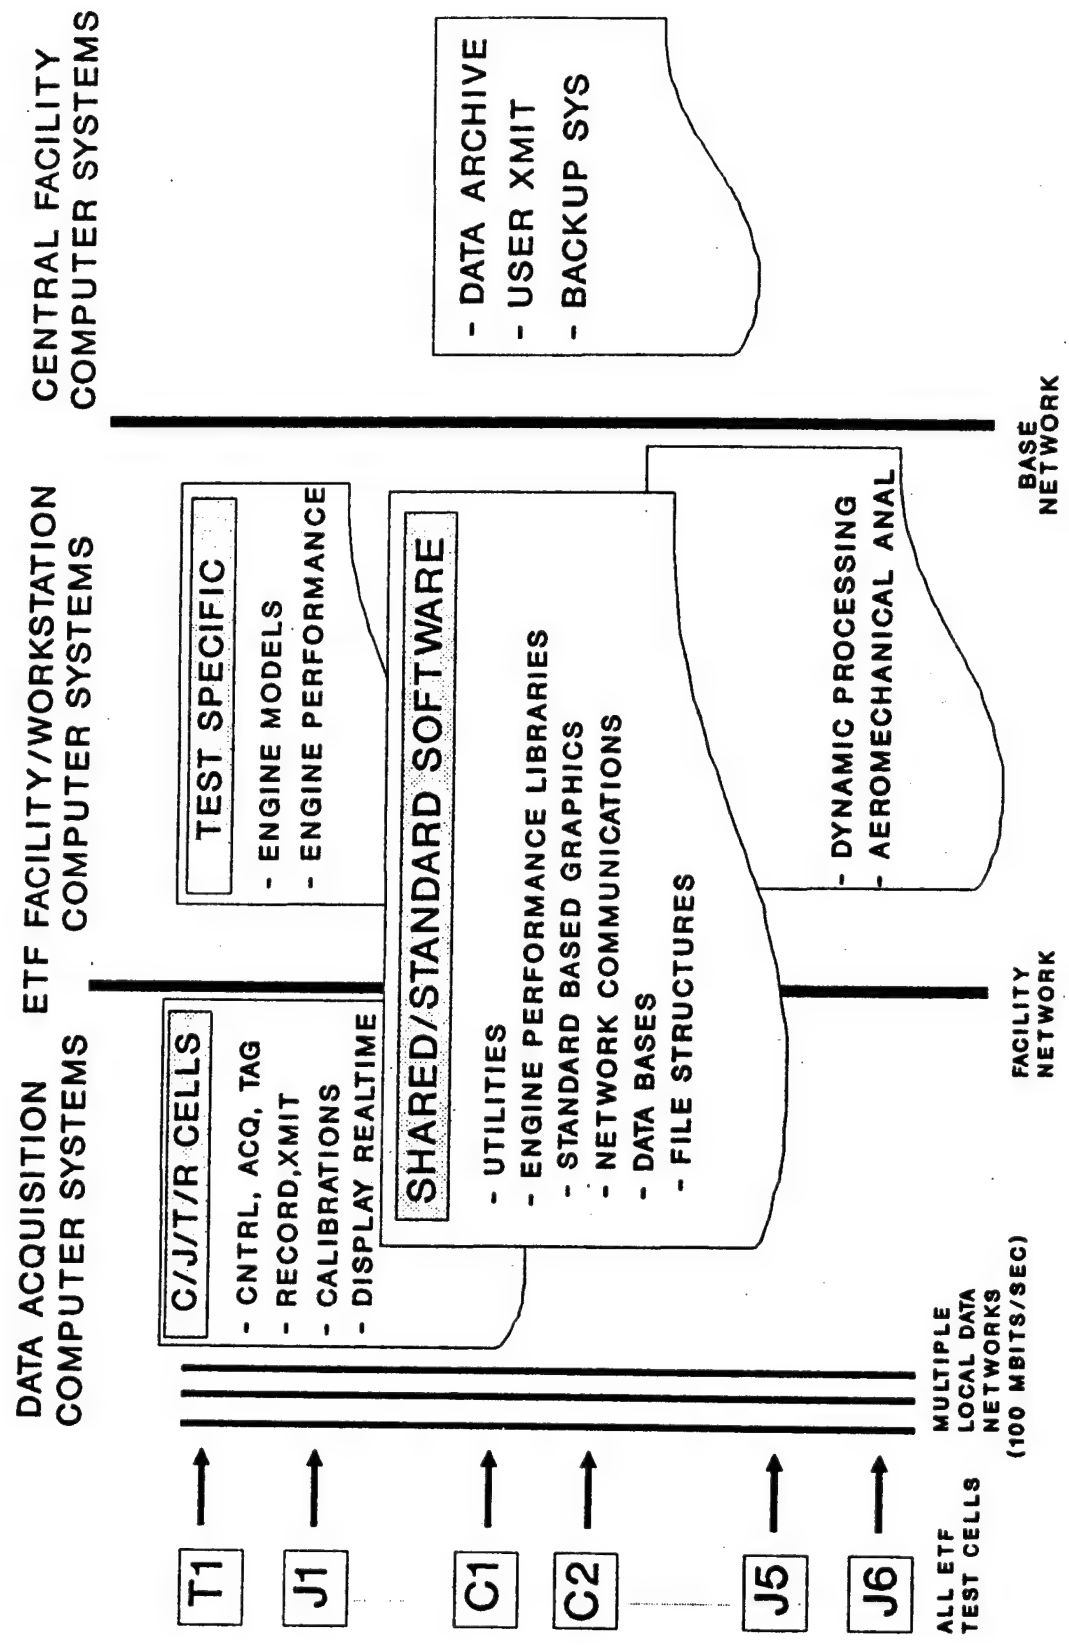 DATA ACQUISITION
COMPUTER SYSTEMS
ETF FACILITY/WORKSTATION
COMPUTER SYSTEMS
CENTRAL FACILITY
COMPUTER SYSTEMS
T1
J1
C1
C2
J5
J6
C/J/T/R CELLS
- CNTRL, ACQ, TAG
- RECORD,XMIT
- CALIBRATIONS
- DISPLAY REALTIME
TEST SPECIFIC
- ENGINE MODELS
- ENGINE PERFORMANCE
SHARED/STANDARD SOFTWARE
- UTILITIES
- ENGINE PERFORMANCE LIBRARIES
- STANDARD BASED GRAPHICS
- NETWORK COMMUNICATIONS
- DATA BASES
- FILE STRUCTURES
- DYNAMIC PROCESSING
- AEROMECHANICAL ANAL
- DATA ARCHIVE
- USER XMIT
- BACKUP SYS
ALL ETF
TEST CELLS
MULTIPLE
LOCAL DATA
NETWORKS
(100 MBITS/SEC)
FACILITY
NETWORK
BASE
NETWORK